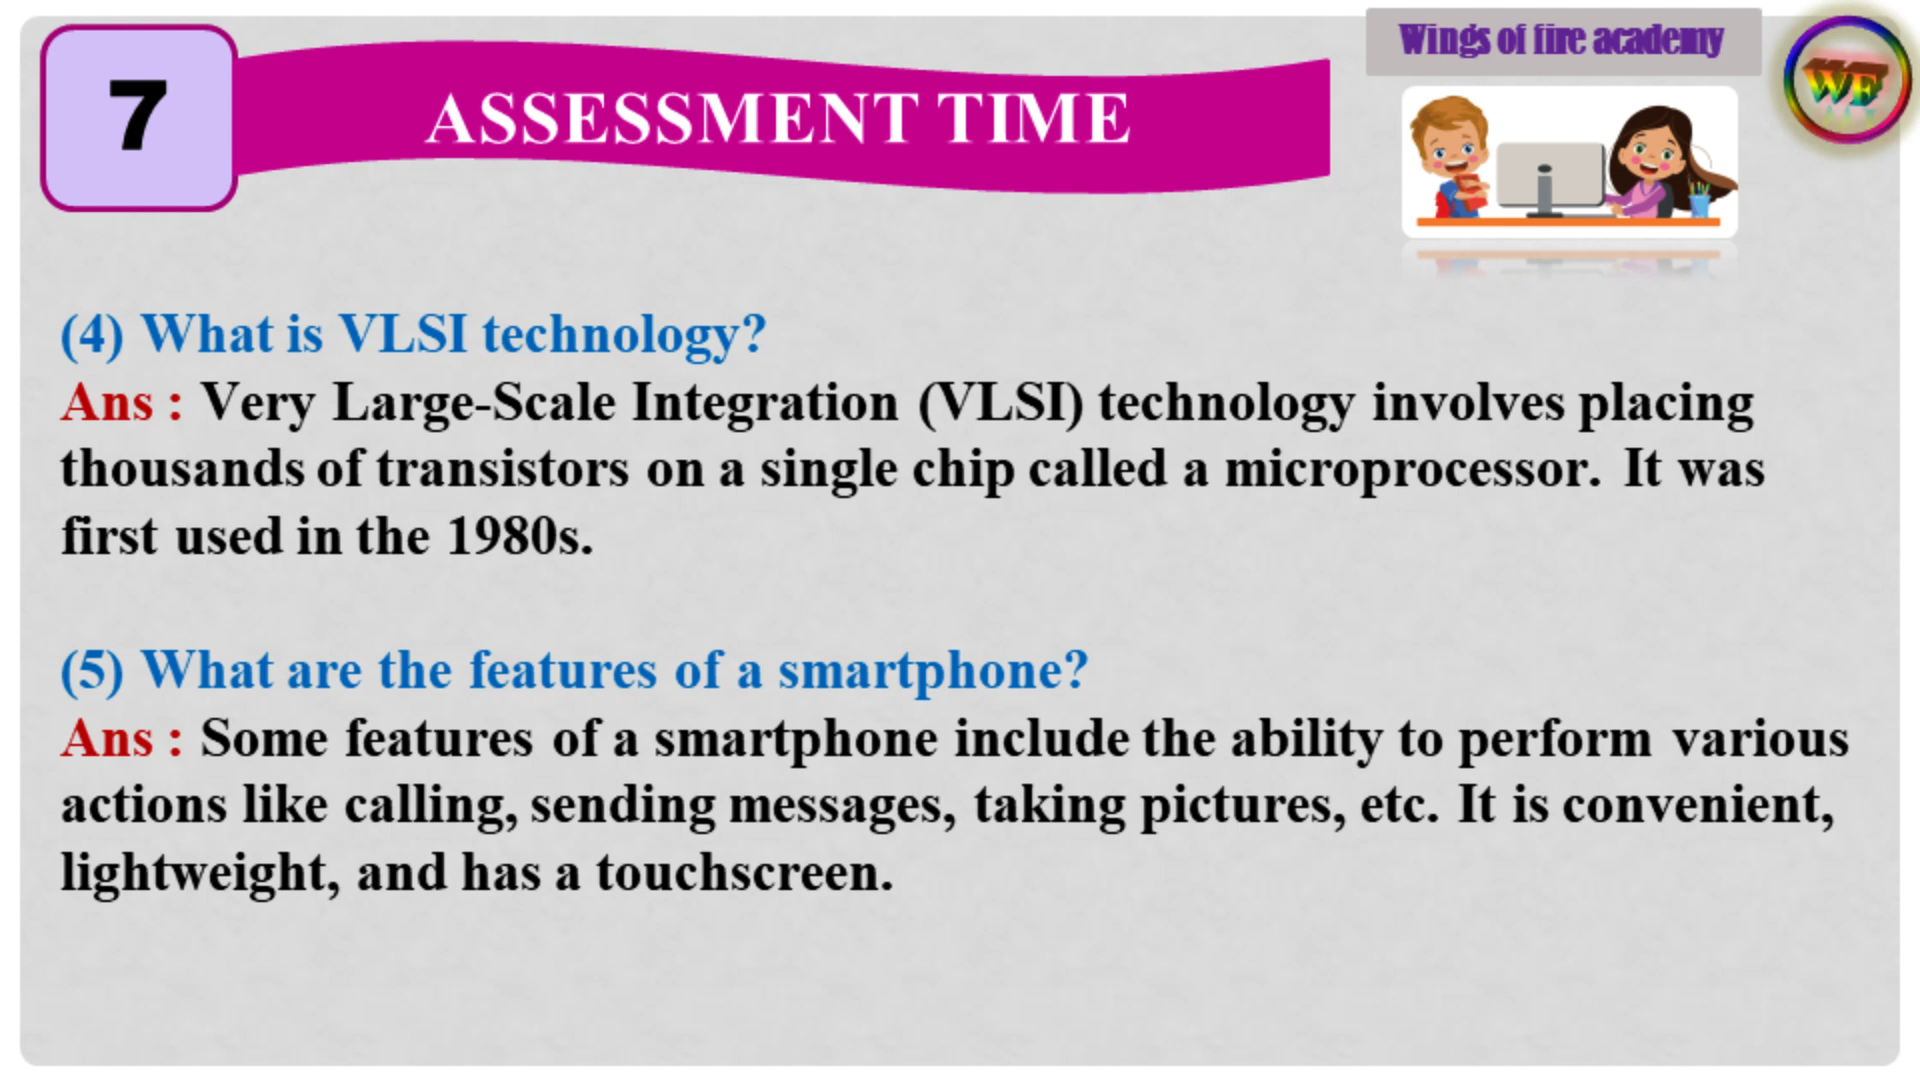 7
ASSESSMENT TIME
Wings of fire academy
WF
(4) What is VLSI technology?
Ans : Very Large-Scale Integration (VLSI) technology involves placing
thousands of transistors on a single chip called a microprocessor. It was
first used in the 1980s.
(5) What are the features of a smartphone?
Ans : Some features of a smartphone include the ability to perform various
actions like calling, sending messages, taking pictures, etc. It is convenient,
lightweight, and has a touchscreen.